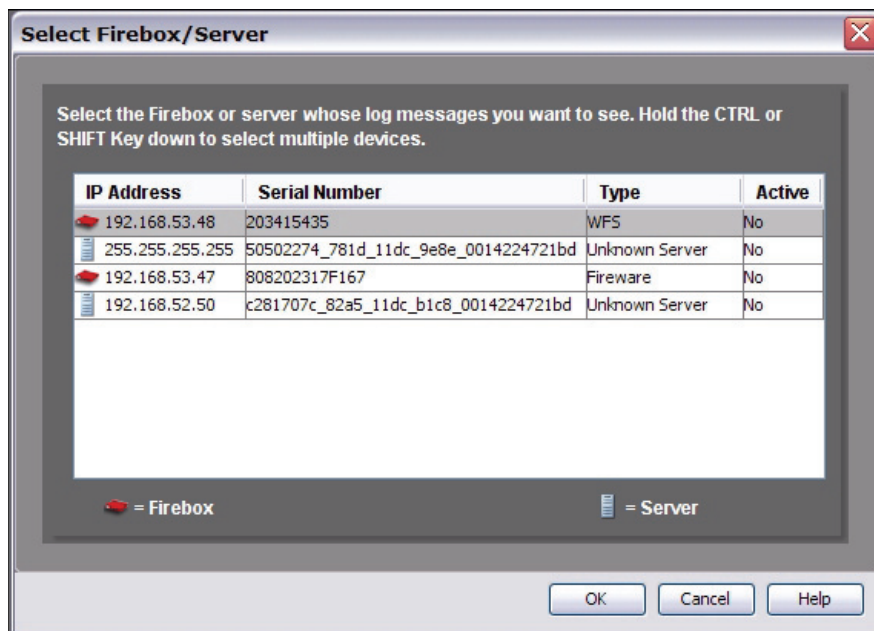 Select Firebox/Server
Select the Firebox or server whose log messages you want to see. Hold the CTRL or
SHIFT Key down to select multiple devices.
IP Address Serial Number Type Active
192.168.53.48 203415435 WFS No
255.255.255.255 50502274_781d_11dc_9e8e_0014224721bd Unknown Server No
192.168.53.47 808202317F167 Fireware No
192.168.52.50 c281707c_82a5_11dc_b1c8_0014224721bd Unknown Server No
= Firebox = Server
OK Cancel Help